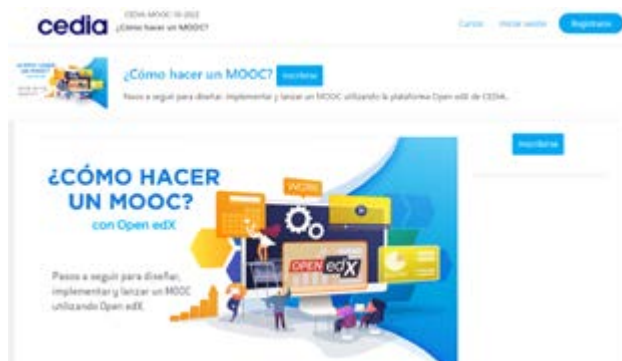 cedia
CEDIA-MOOC-10-2022
¿Cómo hacer un MOOC?
Cursos
Iniciar sesión
Registrarse
¿Cómo hacer un MOOC?
Inscribirse
Pasos a seguir para diseñar, implementar y lanzar un MOOC utilizando la plataforma Open edX de CEDIA.
Inscribirse
¿CÓMO HACER
UN MOOC?
con Open edX
WORK
OPEN edX
Pasos a seguir para diseñar,
implementar y lanzar un MOOC
utilizando Open edX.